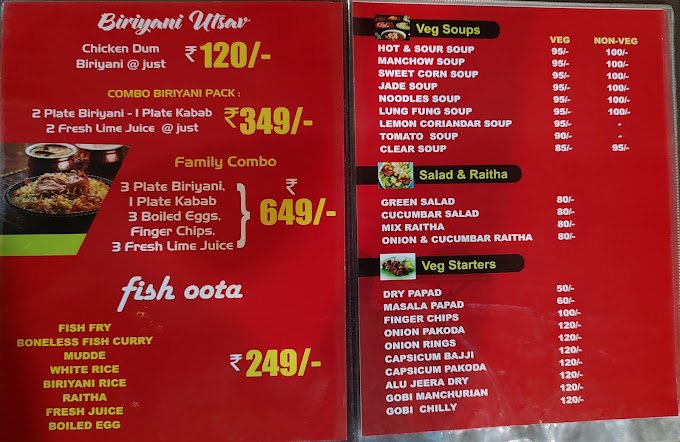 Biriyani Utsav
Chicken Dum
Biriyani @ just ₹ 120/-
COMBO BIRIYANI PACK :
2 Plate Biriyani - 1 Plate Kabab
2 Fresh Lime Juice @ just ₹349/-
Family Combo
3 Plate Biriyani,
1 Plate Kabab
3 Boiled Eggs,
Finger Chips,
3 Fresh Lime Juice
₹ 649/-
fish oota
FISH FRY
BONELESS FISH CURRY
MUDDE
WHITE RICE
BIRIYANI RICE
RAITHA
FRESH JUICE
BOILED EGG
₹ 249/-
Veg Soups VEG NON-VEG
HOT & SOUR SOUP 95/- 100/-
MANCHOW SOUP 95/- 100/-
SWEET CORN SOUP 95/- 100/-
JADE SOUP 95/- 100/-
NOODLES SOUP 95/- 100/-
LUNG FUNG SOUP 95/- 100/-
LEMON CORIANDAR SOUP 95/- -
TOMATO SOUP 90/- -
CLEAR SOUP 85/- 95/-
Salad & Raitha
GREEN SALAD 80/-
CUCUMBAR SALAD 80/-
MIX RAITHA 80/-
ONION & CUCUMBAR RAITHA 80/-
Veg Starters
DRY PAPAD 50/-
MASALA PAPAD 60/-
FINGER CHIPS 100/-
ONION PAKODA 120/-
ONION RINGS 120/-
CAPSICUM BAJJI 120/-
CAPSICUM PAKODA 120/-
ALU JEERA DRY 120/-
GOBI MANCHURIAN 120/-
GOBI CHILLY 120/-